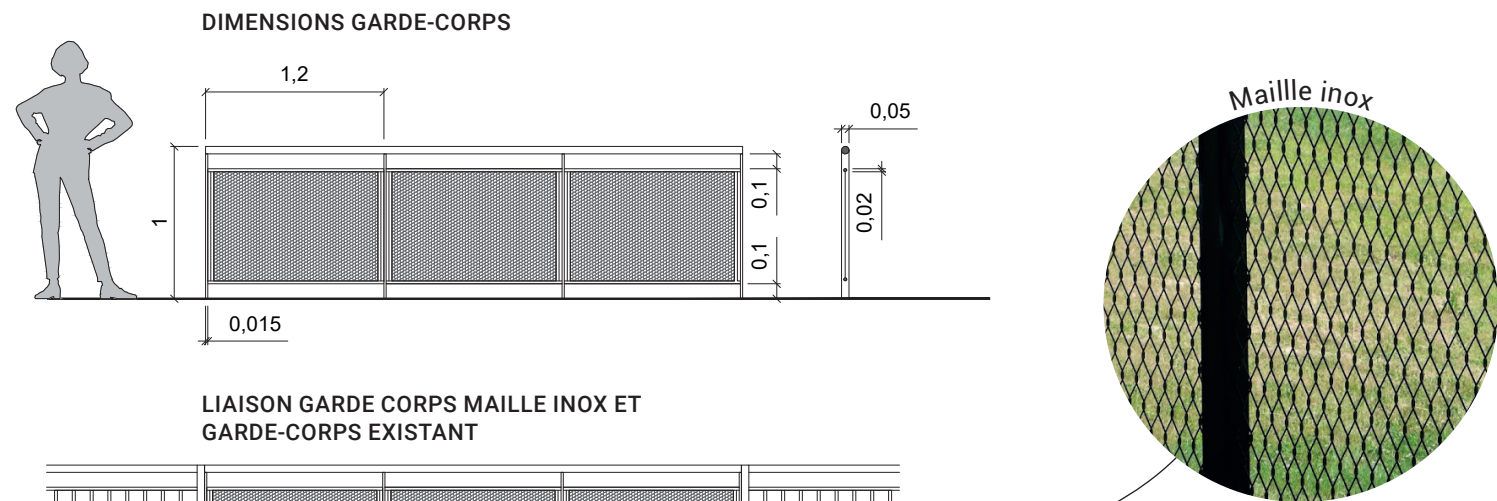 DIMENSIONS GARDE-CORPS
1,2
Mailllle inox
0,05
0,1
0,02
1
0,1
0,015
LIAISON GARDE CORPS MAILLE INOX ET
GARDE-CORPS EXISTANT